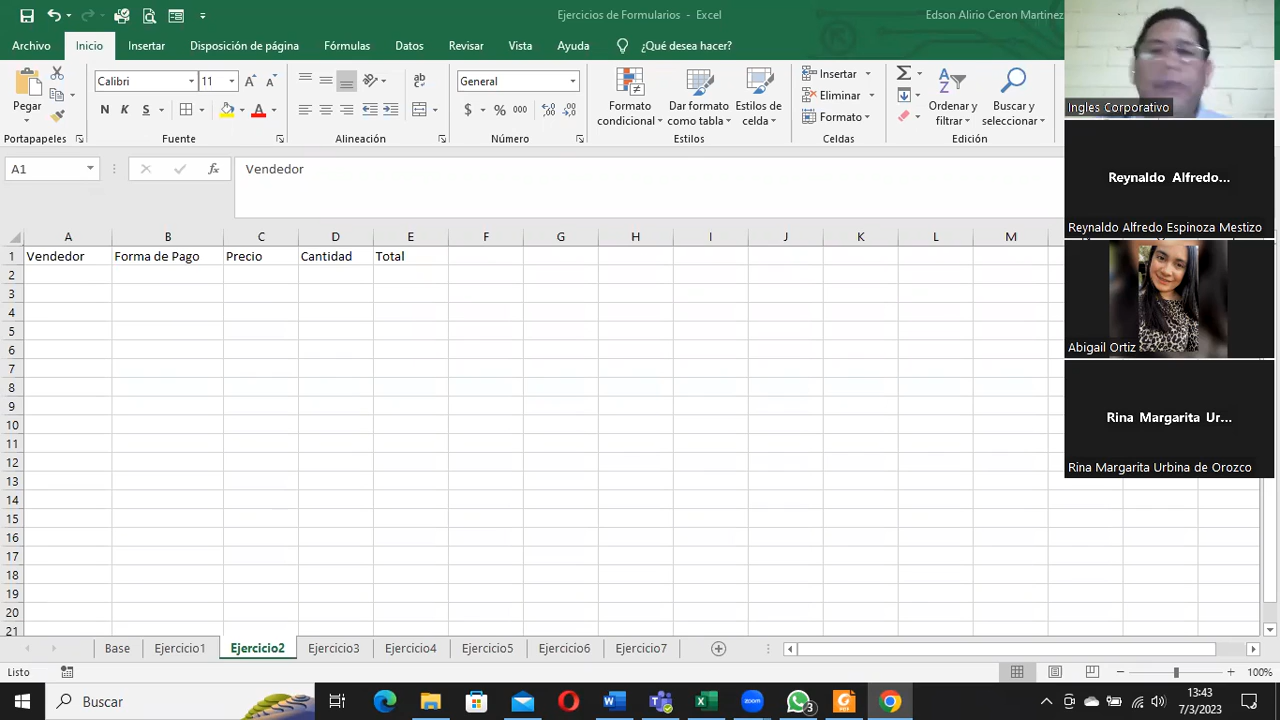 Ejercicios de Formularios - Excel
Edson Alirio Ceron Martinez
Archivo Inicio Insertar Disposición de página Fórmulas Datos Revisar Vista Ayuda ¿Qué desea hacer?
Pegar
Calibri 11
N K S
ab
General
$ % 000
Formato condicional
Dar formato como tabla
Estilos de celda
Insertar
Eliminar
Formato
Ordenar y filtrar
Buscar y seleccionar
Portapapeles Fuente Alineación Número Estilos Celdas Edición
A1 fx Vendedor
A B C D E F G H I J K L M
1 Vendedor Forma de Pago Precio Cantidad Total
2
3
4
5
6
7
8
9
10
11
12
13
14
15
16
17
18
19
20
21
Base Ejercicio1 Ejercicio2 Ejercicio3 Ejercicio4 Ejercicio5 Ejercicio6 Ejercicio7
Listo 100%
Buscar
3
13:43
7/3/2023
Ingles Corporativo
Reynaldo Alfredo...
Reynaldo Alfredo Espinoza Mestizo
Abigail Ortiz
Rina Margarita Ur...
Rina Margarita Urbina de Orozco